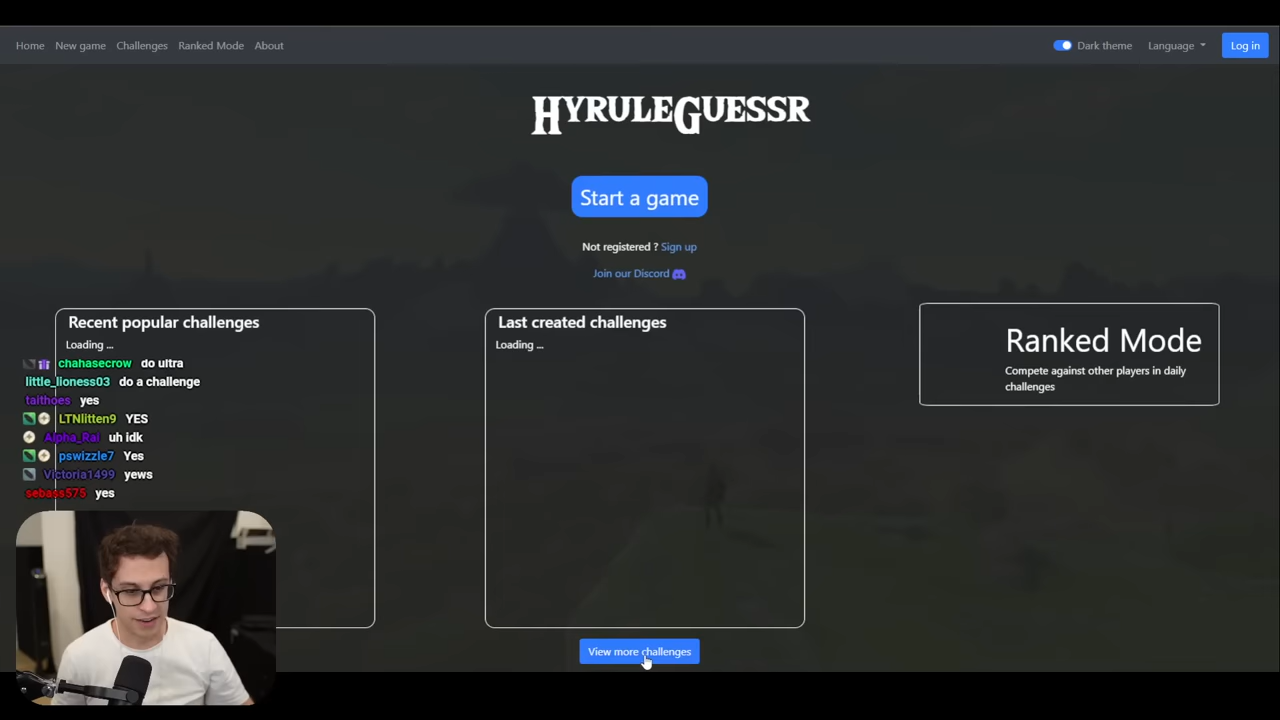 Home New game Challenges Ranked Mode About Dark theme Language Log in
HYRULEGUESSR
Start a game
Not registered ? Sign up
Join our Discord
Recent popular challenges
Loading ...
Last created challenges
Loading ...
Ranked Mode
Compete against other players in daily
challenges
chahasecrow do ultra
little_lioness03 do a challenge
talthoes yes
LTNlitten9 YES
Alpha_Rai uh idk
pswizzle7 Yes
Victoria1499 yews
sebass575 yes
View more challenges